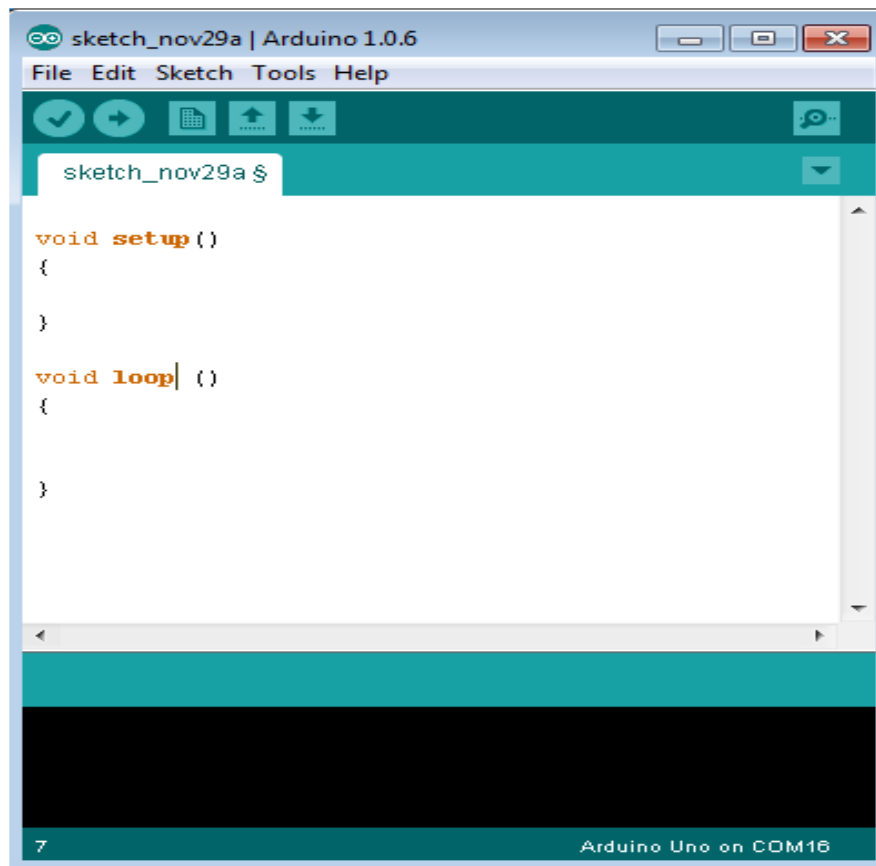 sketch_nov29a | Arduino 1.0.6
File Edit Sketch Tools Help
sketch_nov29a §
void setup()
{
}
void loop ()
{
}
7 Arduino Uno on COM16